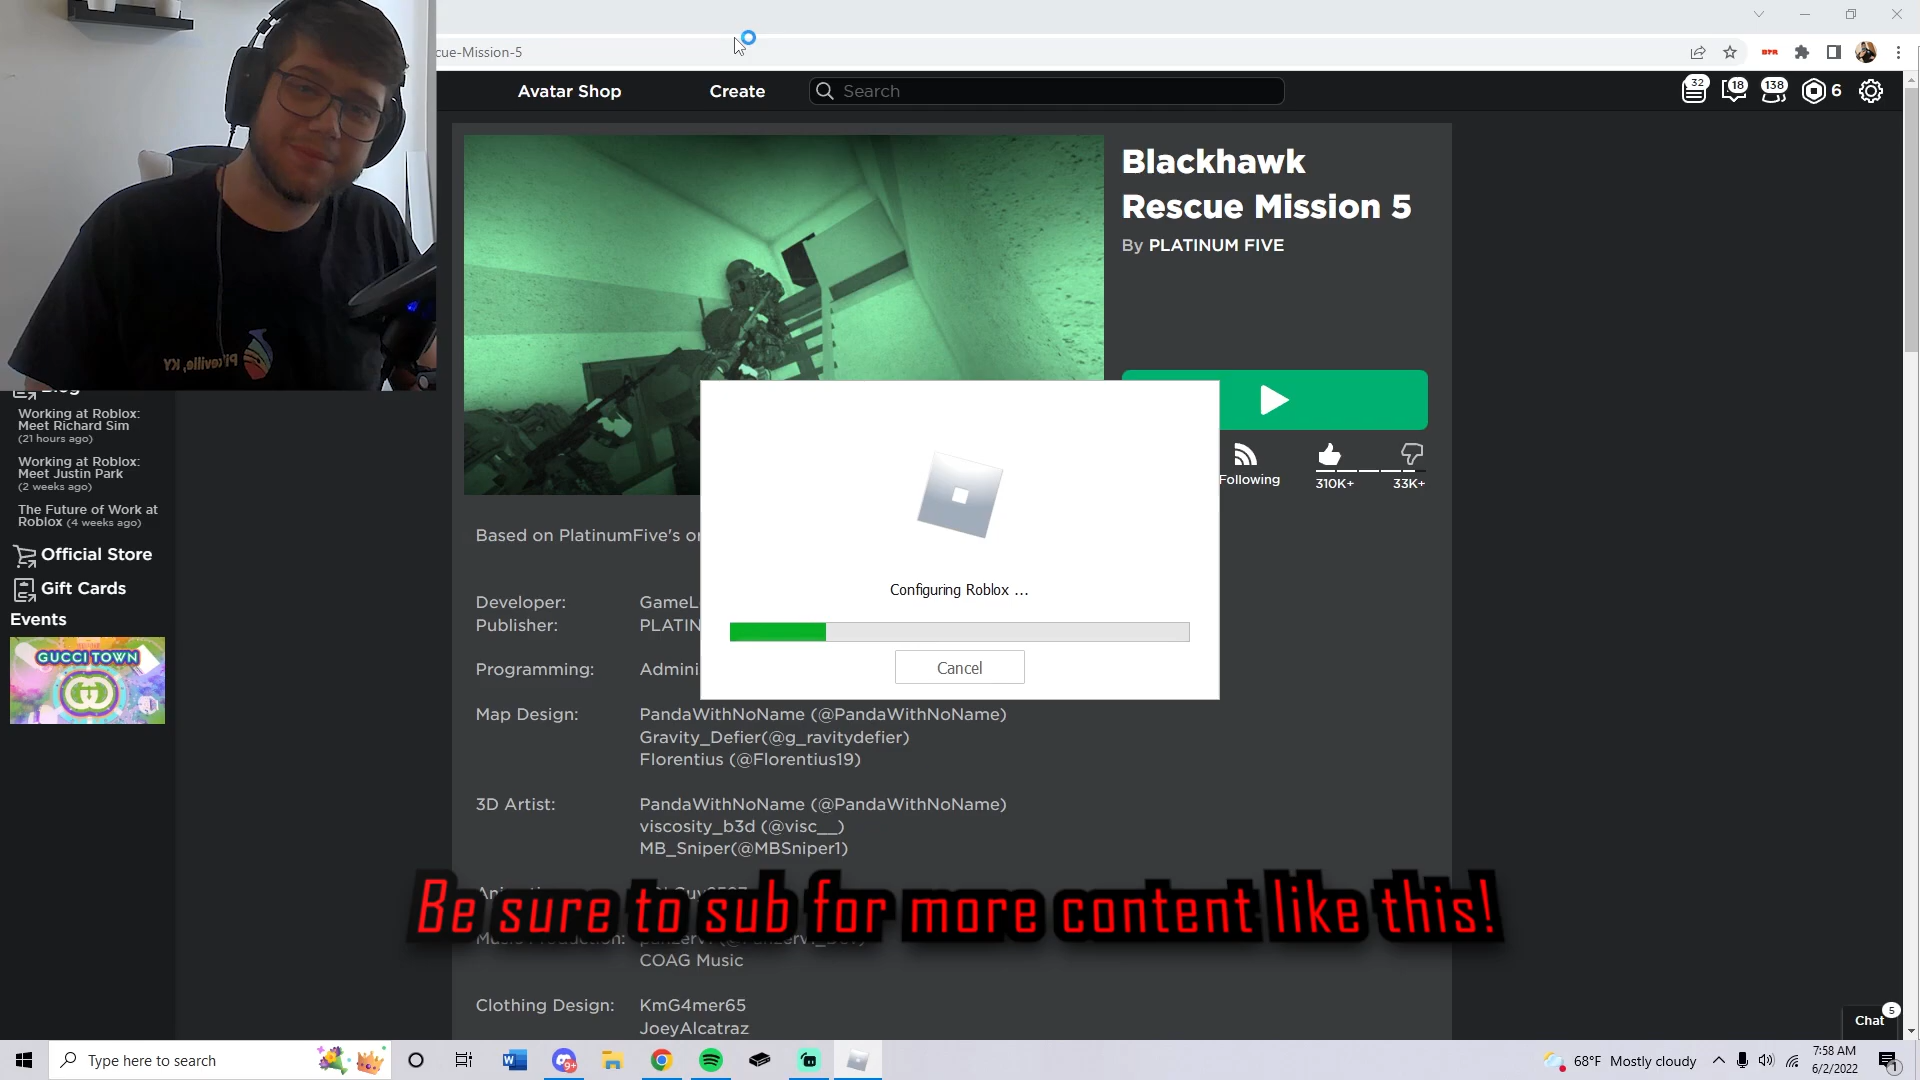 cue-Mission-5
Avatar Shop
Create
Search
32
18
138
6
Blackhawk
Rescue Mission 5
By PLATINUM FIVE
Following
310K+
33K+
Blog
Working at Roblox:
Meet Richard Sim
(21 hours ago)
Working at Roblox:
Meet Justin Park
(2 weeks ago)
The Future of Work at
Roblox (4 weeks ago)
Official Store
Gift Cards
Events
GUCCI TOWN
Based on PlatinumFive's or
Configuring Roblox ...
Cancel
Developer: GameL
Publisher: PLATIN
Programming: Admini
Map Design: PandaWithNoName (@PandaWithNoName)
Gravity_Defier(@g_ravitydefier)
Florentius (@Florentius19)
3D Artist: PandaWithNoName (@PandaWithNoName)
viscosity_b3d (@visc__)
MB_Sniper(@MBSniper1)
Be sure to sub for more content like this!
COAG Music
Clothing Design: KmG4mer65
JoeyAlcatraz
Chat
5
Type here to search
9+
68°F Mostly cloudy
7:58 AM
6/2/2022
1